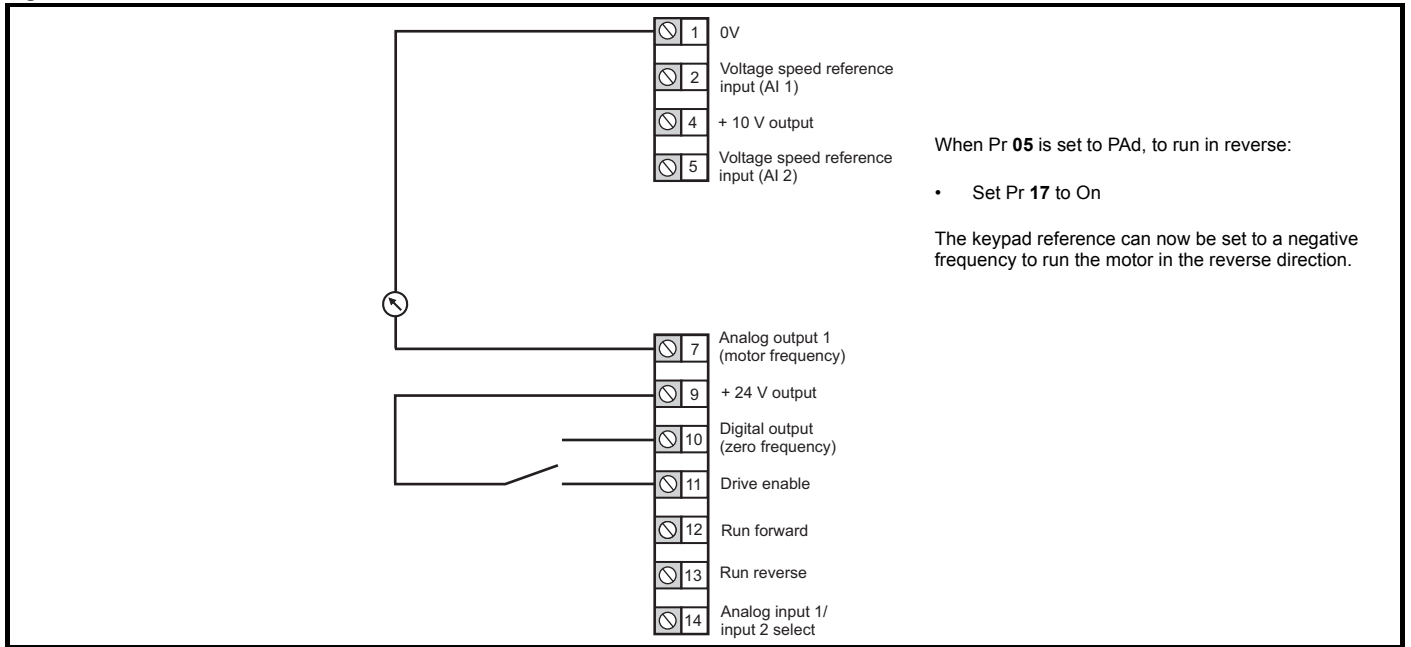 1 0V
2 Voltage speed reference
input (AI 1)
4 + 10 V output
5 Voltage speed reference
input (AI 2)
When Pr 05 is set to PAd, to run in reverse:
• Set Pr 17 to On
The keypad reference can now be set to a negative
frequency to run the motor in the reverse direction.
7 Analog output 1
(motor frequency)
9 + 24 V output
10 Digital output
(zero frequency)
11 Drive enable
12 Run forward
13 Run reverse
14 Analog input 1/
input 2 select